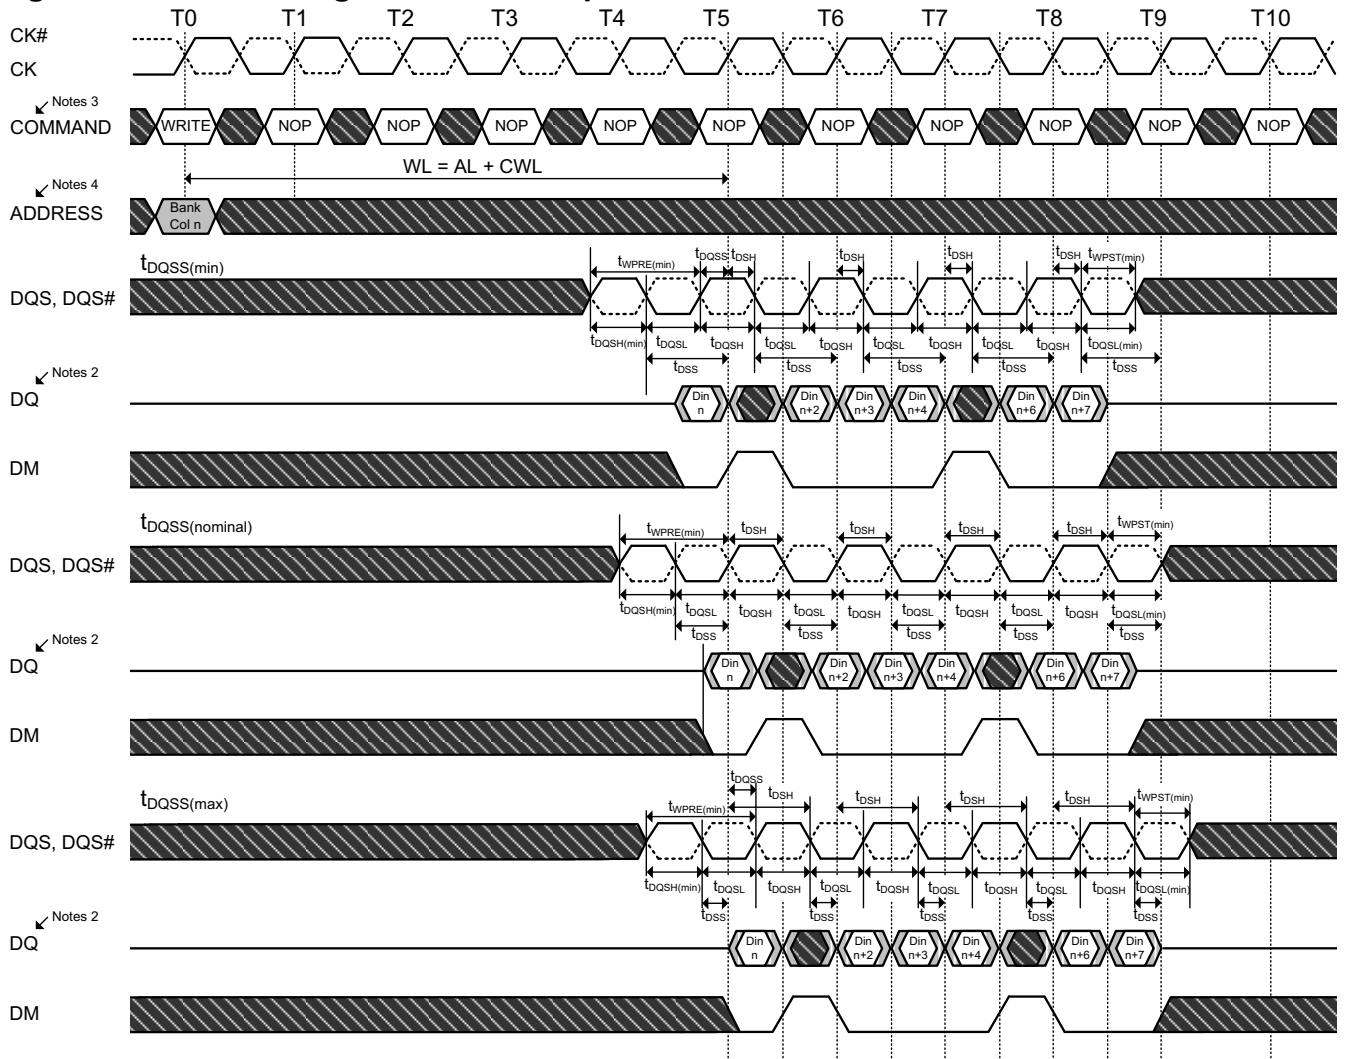 T0 T1 T2 T3 T4 T5 T6 T7 T8 T9 T10
CK#
CK
Notes 3
COMMAND
WRITE NOP NOP NOP NOP NOP NOP NOP NOP NOP NOP
WL = AL + CWL
Notes 4
ADDRESS
Bank
Col n
tDQSS(min)
tWPRE(min) tDQSS tDSH tDSH tDSH tDSH tWPST(min)
DQS, DQS#
tDQSH(min) tDQSL tDQSH tDQSL tDQSH tDQSL tDQSH tDQSL tDQSH tDQSL(min)
tDSS tDSS tDSS tDSS tDSS
Notes 2
DQ
Din n Din n+2 Din n+3 Din n+4 Din n+6 Din n+7
DM
tDQSS(nominal)
tWPRE(min) tDSH tDSH tDSH tDSH tWPST(min)
DQS, DQS#
tDQSH(min) tDQSL tDQSH tDQSL tDQSH tDQSL tDQSH tDQSL tDQSH tDQSL(min)
tDSS tDSS tDSS tDSS tDSS
Notes 2
DQ
Din n Din n+2 Din n+3 Din n+4 Din n+6 Din n+7
DM
tDQSS
tDQSS(max)
tWPRE(min) tDSH tDSH tDSH tDSH tWPST(min)
DQS, DQS#
tDQSH(min) tDQSL tDQSH tDQSL tDQSH tDQSL tDQSH tDQSL tDQSH tDQSL(min)
tDSS tDSS tDSS tDSS tDSS
Notes 2
DQ
Din n Din n+2 Din n+3 Din n+4 Din n+6 Din n+7
DM